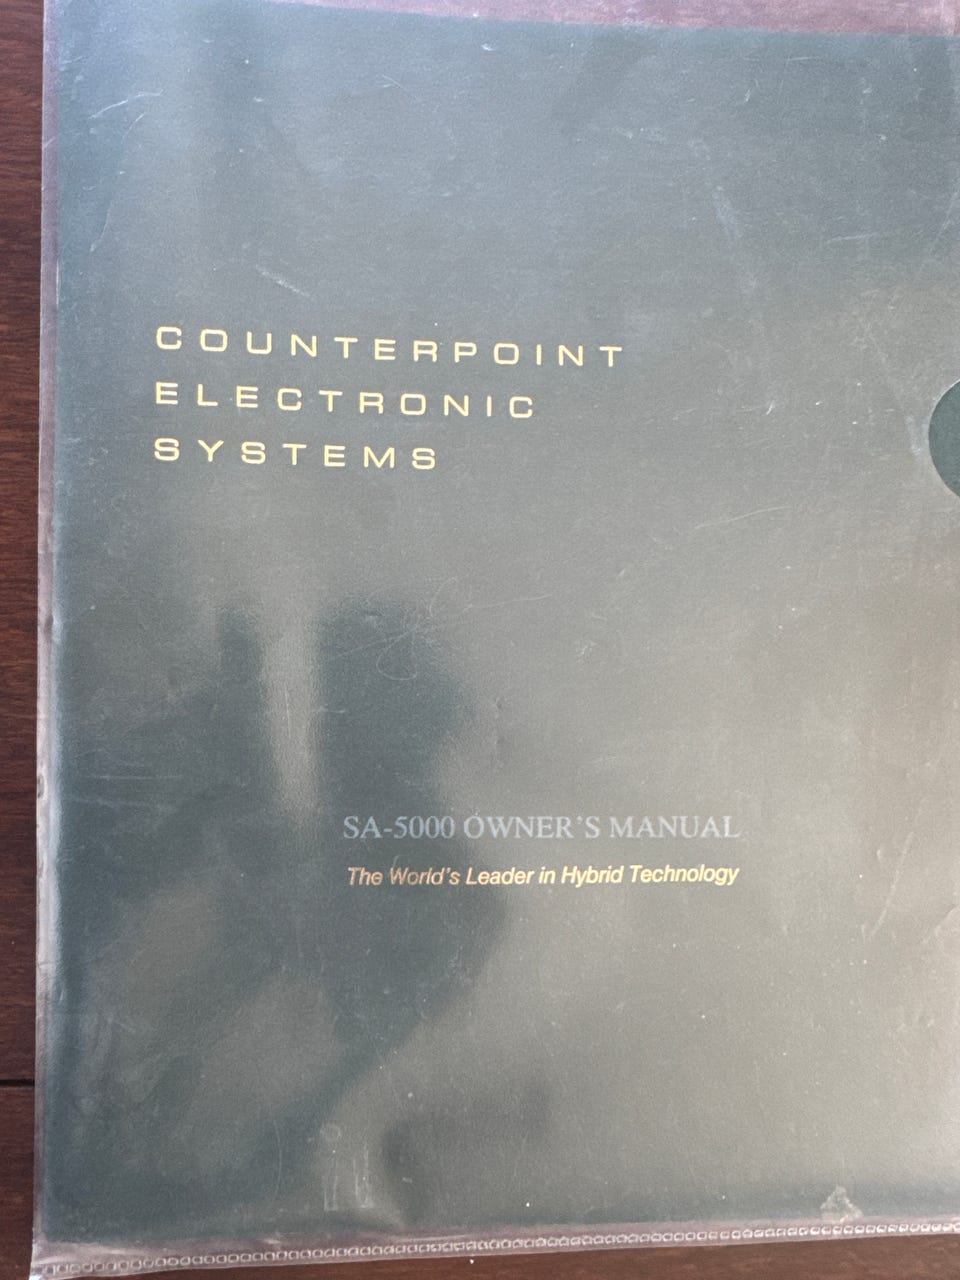 COUNTERPOINT
ELECTRONIC
SYSTEMS
SA-5000 OWNER'S MANUAL
The World's Leader in Hybrid Technology